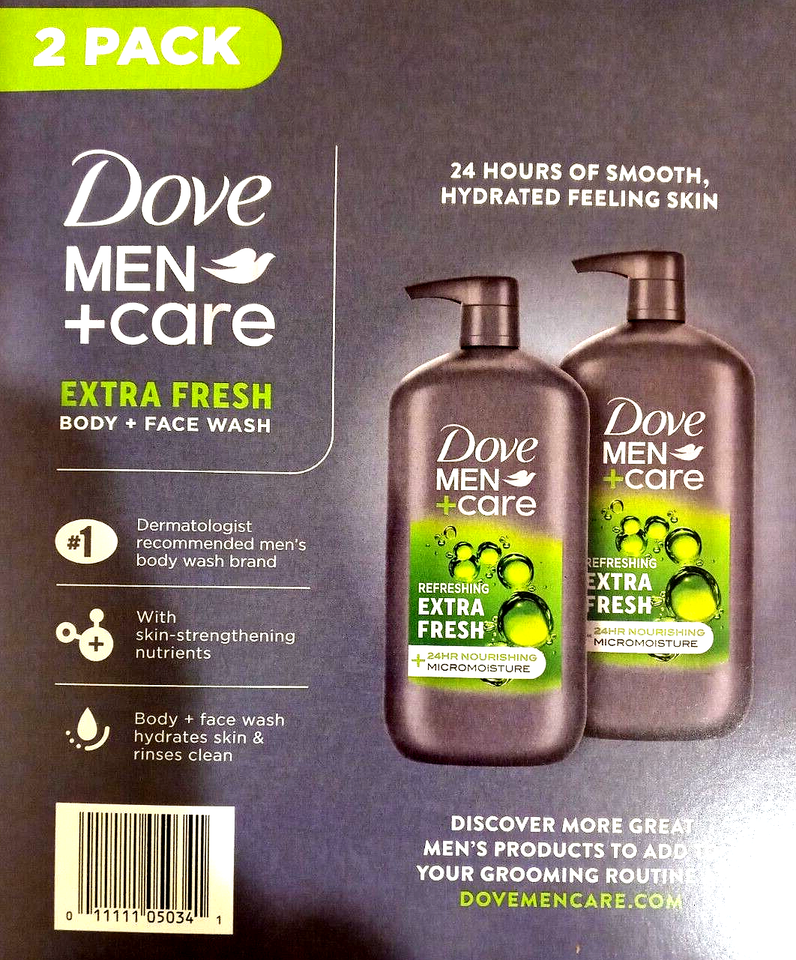 2 PACK
Dove
MEN
+care
EXTRA FRESH
BODY + FACE WASH
#1
Dermatologist
recommended men's
body wash brand
With
skin-strengthening
nutrients
Body + face wash
hydrates skin &
rinses clean
0 11111 05034 1
24 HOURS OF SMOOTH,
HYDRATED FEELING SKIN
Dove
MEN
+care
REFRESHING
EXTRA
FRESH
+ 24HR NOURISHING
MICROMOISTURE
Dove
MEN
+care
REFRESHING
EXTRA
FRESH
24HR NOURISHING
MICROMOISTURE
DISCOVER MORE GREAT
MEN'S PRODUCTS TO ADD
YOUR GROOMING ROUTINE
DOVEMENCARE.COM